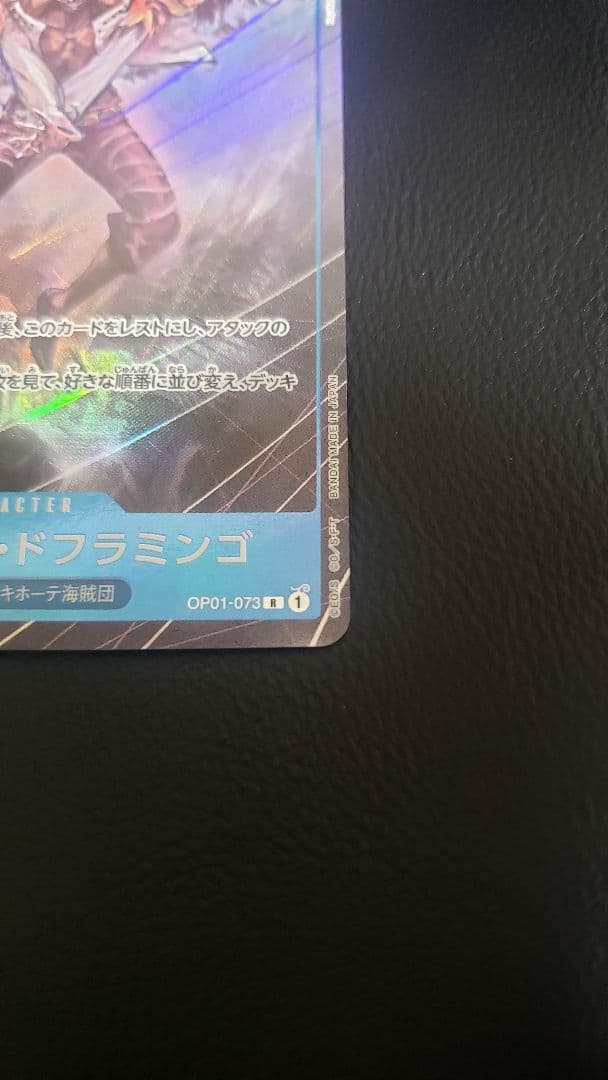 後、このカードをレストにし、アタックの
枚を見て、好きな順番に並び変え、デッキ
ACTER
・ドフラミンゴ
キホーテ海賊団
OP01-073 R 1
©E.O./S. ©O./S・F・T BANDAI MADE IN JAPAN